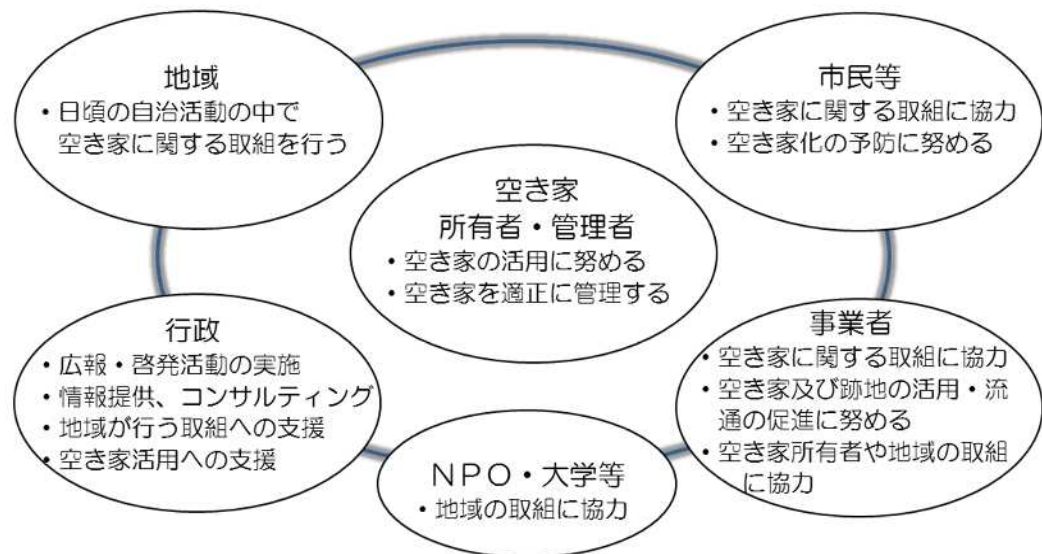 地域
・日頃の自治活動の中で
空き家に関する取組を行う
市民等
・空き家に関する取組に協力
・空き家化の予防に努める
空き家
所有者・管理者
・空き家の活用に努める
・空き家を適正に管理する
行政
・広報・啓発活動の実施
・情報提供、コンサルティング
・地域が行う取組への支援
・空き家活用への支援
事業者
・空き家に関する取組に協力
・空き家及び跡地の活用・流
通の促進に努める
・空き家所有者や地域の取組
に協力
ＮＰＯ・大学等
・地域の取組に協力